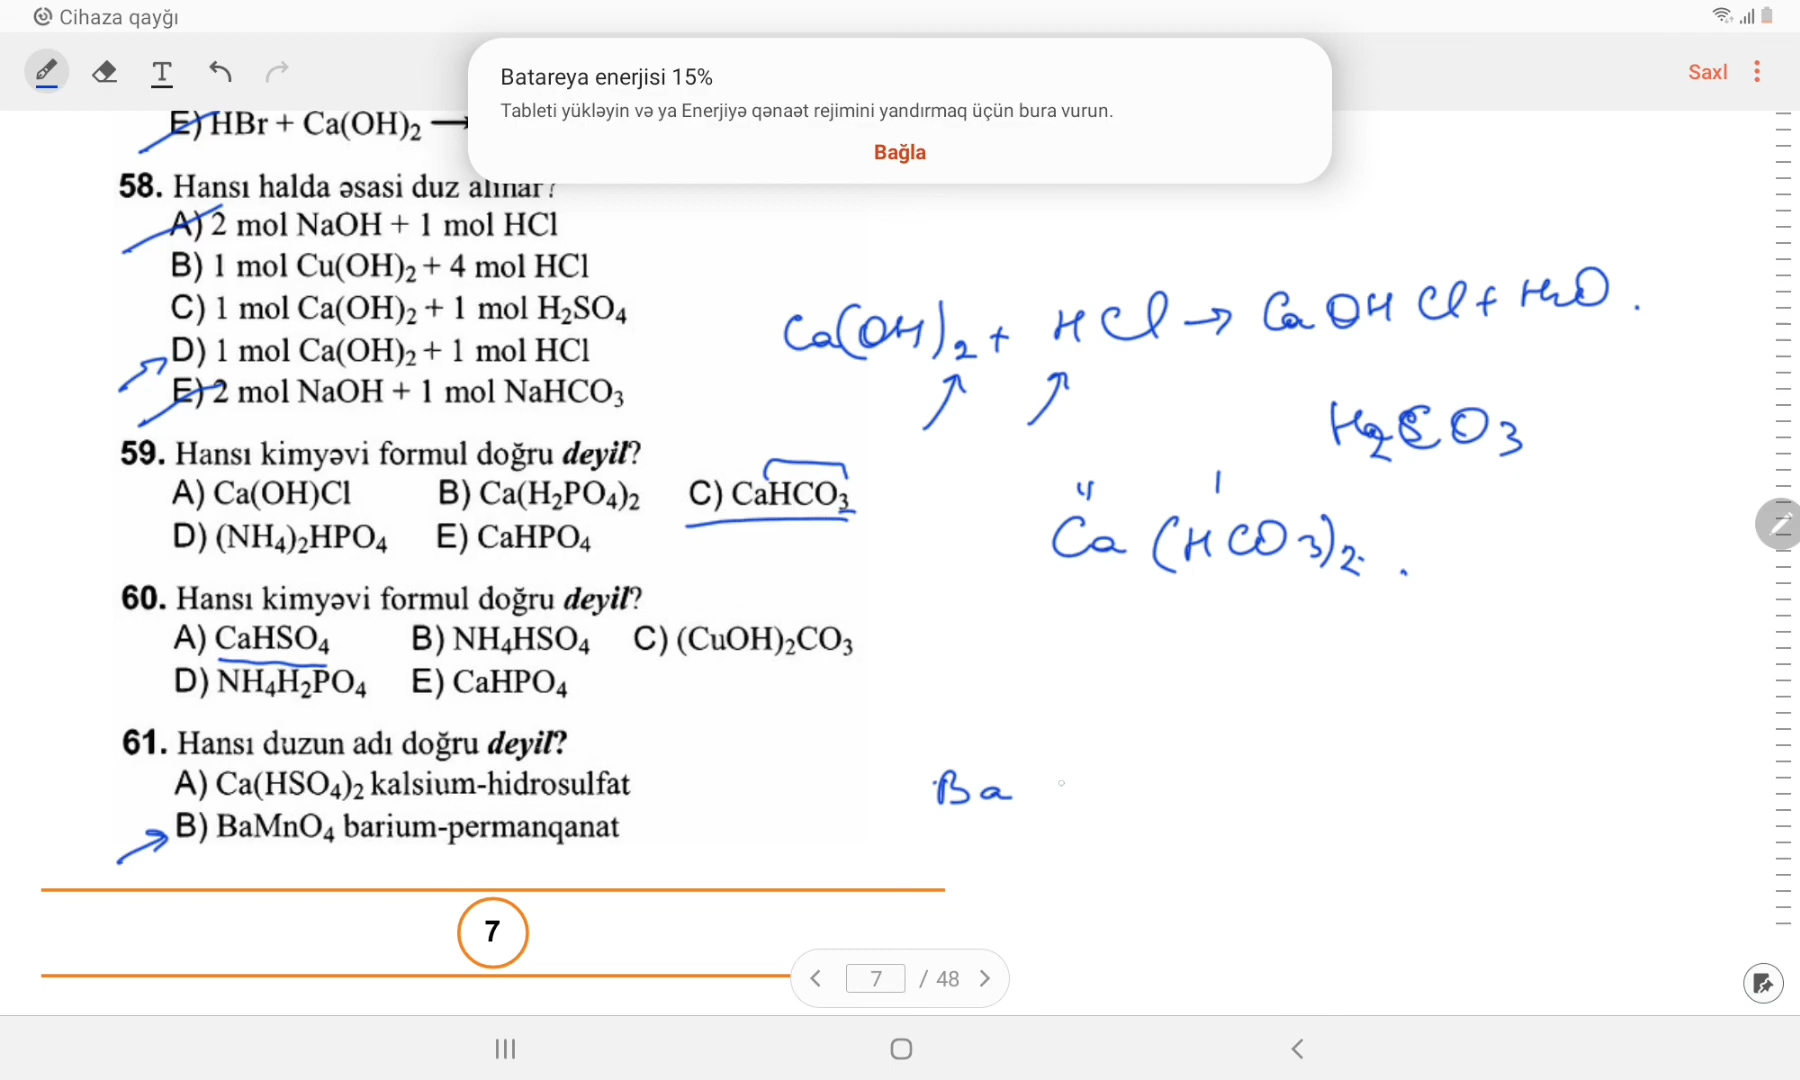 Cihaza qayğı
T
Saxl
Batareya enerjisi 15%
Tableti yükləyin və ya Enerjiyə qənaət rejimini yandırmaq üçün bura vurun.
Bağla
E) HBr + Ca(OH)₂ →
58. Hansı halda əsasi duz alınar?
A) 2 mol NaOH + 1 mol HCl
B) 1 mol Cu(OH)₂ + 4 mol HCl
C) 1 mol Ca(OH)₂ + 1 mol H₂SO₄
D) 1 mol Ca(OH)₂ + 1 mol HCl
E) 2 mol NaOH + 1 mol NaHCO₃
Ca(OH)₂ + HCl → CaOHCl + H₂O.
59. Hansı kimyəvi formul doğru deyil?
A) Ca(OH)Cl B) Ca(H₂PO₄)₂ C) CaHCO₃
D) (NH₄)₂HPO₄ E) CaHPO₄
II I
Ca(HCO₃)₂.
60. Hansı kimyəvi formul doğru deyil?
A) CaHSO₄ B) NH₄HSO₄ C) (CuOH)₂CO₃
D) NH₄H₂PO₄ E) CaHPO₄
61. Hansı duzun adı doğru deyil?
A) Ca(HSO₄)₂ kalsium-hidrosulfat
B) BaMnO₄ barium-permanqanat
Ba
7
7 / 48